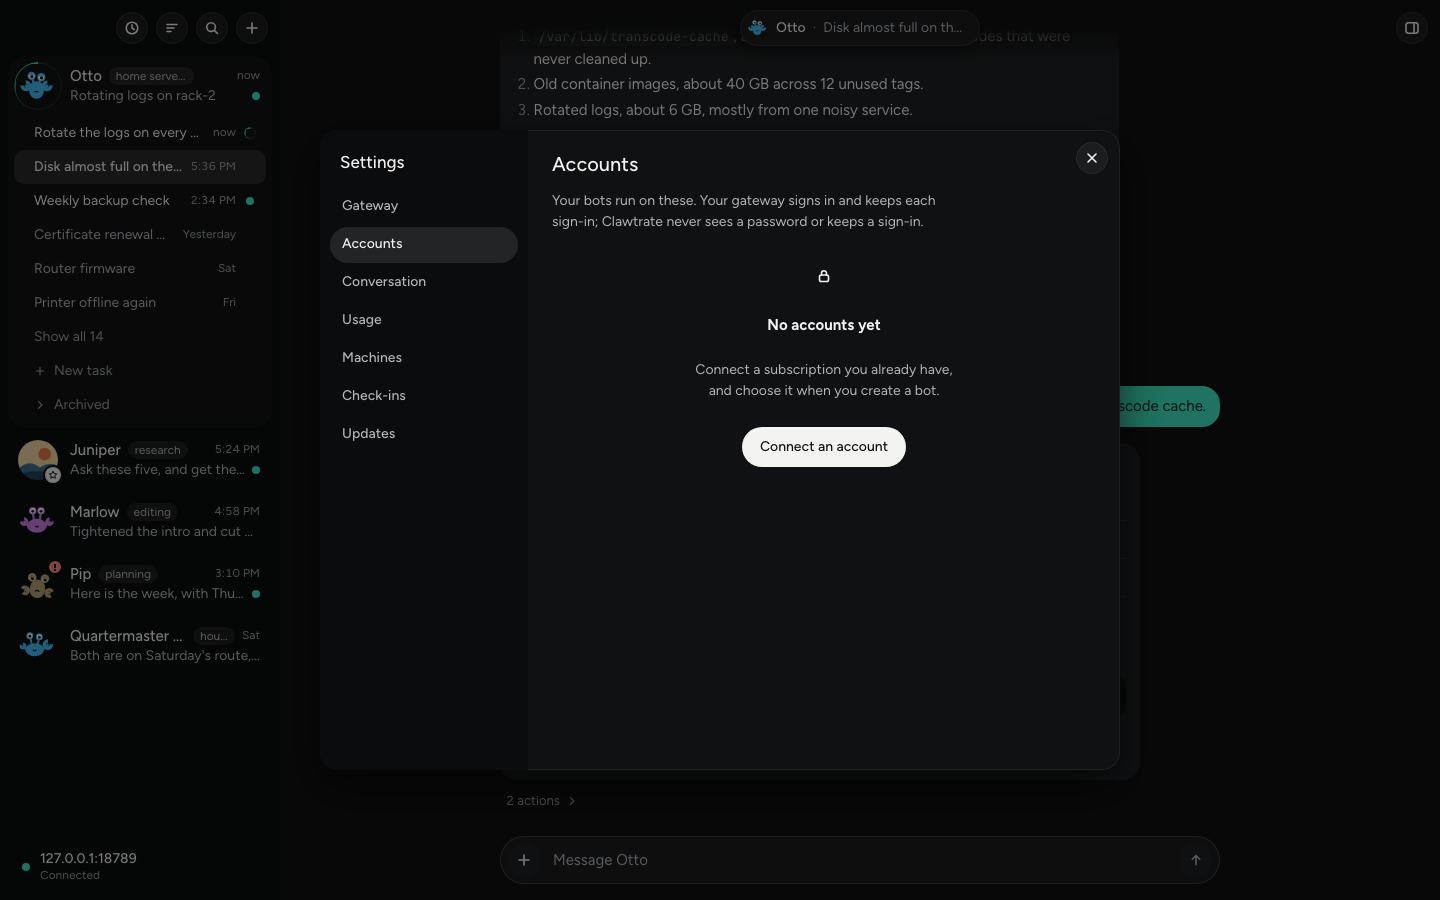 Otto home serve... now
Rotating logs on rack-2
Rotate the logs on every ... now
Disk almost full on the... 5:36 PM
Weekly backup check 2:34 PM
Certificate renewal ... Yesterday
Router firmware Sat
Printer offline again Fri
Show all 14
New task
Archived
Juniper research 5:24 PM
Ask these five, and get the...
Marlow editing 4:58 PM
Tightened the intro and cut ...
Pip planning 3:10 PM
Here is the week, with Thu...
Quartermaster ... hou... Sat
Both are on Saturday's route,...
127.0.0.1:18789
Connected
Otto · Disk almost full on th...
1. /var/lib/transcode-cache, des that were
never cleaned up.
2. Old container images, about 40 GB across 12 unused tags.
3. Rotated logs, about 6 GB, mostly from one noisy service.
Settings
Gateway
Accounts
Conversation
Usage
Machines
Check-ins
Updates
Accounts
Your bots run on these. Your gateway signs in and keeps each
sign-in; Clawtrate never sees a password or keeps a sign-in.
No accounts yet
Connect a subscription you already have,
and choose it when you create a bot.
Connect an account
scode cache.
2 actions
Message Otto